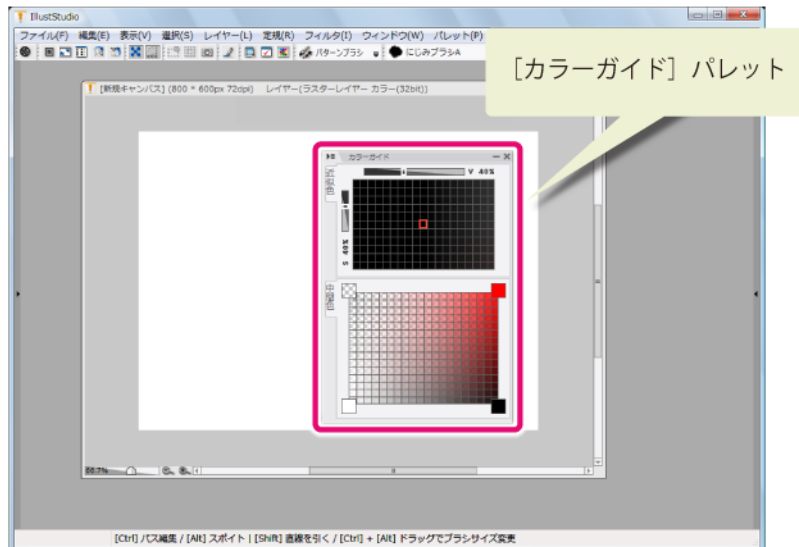 IllustStudio
ファイル(F) 編集(E) 表示(V) 選択(S) レイヤー(L) 定規(R) フィルタ(I) ウィンドウ(W) パレット(P)
パターンブラシ にじみブラシA
[カラーガイド] パレット
[新規キャンバス] (800 * 600px 72dpi) レイヤー(ラスターレイヤー カラー(32bit))
カラーガイド
V 40%
近似色
S 40%
中間色
[Ctrl] パス編集 / [Alt] スポイト | [Shift] 直線を引く / [Ctrl] + [Alt] ドラッグでブラシサイズ変更